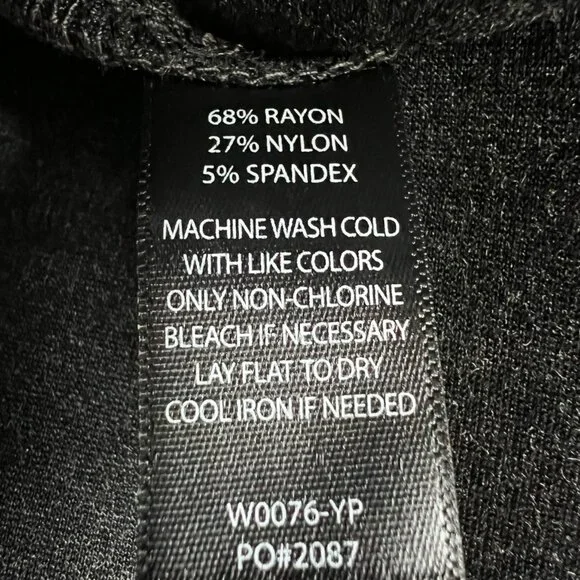 68% RAYON
27% NYLON
5% SPANDEX
MACHINE WASH COLD
WITH LIKE COLORS
ONLY NON-CHLORINE
BLEACH IF NECESSARY
LAY FLAT TO DRY
COOL IRON IF NEEDED
W0076-YP
PO#2087